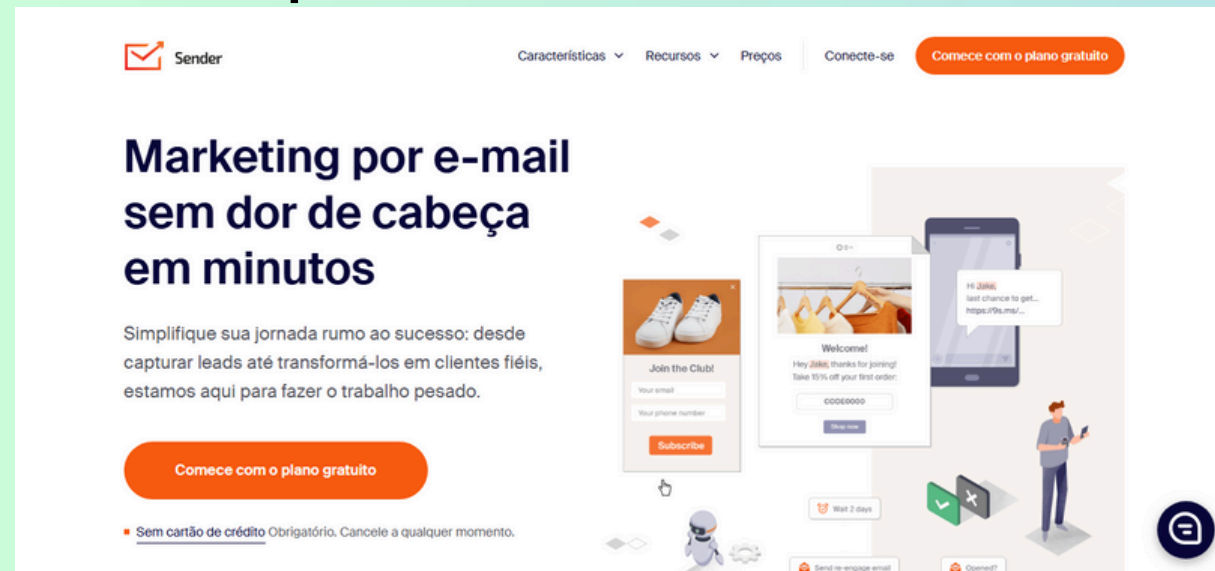 Sender
Características
Recursos
Preços
Conecte-se
Comece com o plano gratuito
Marketing por e-mail
sem dor de cabeça
em minutos
Simplifique sua jornada rumo ao sucesso: desde
capturar leads até transformá-los em clientes fiéis,
estamos aqui para fazer o trabalho pesado.
Comece com o plano gratuito
Sem cartão de crédito Obrigatório. Cancele a qualquer momento.
Join the Club!
Your email
Your phone number
Subscribe
Welcome!
Hey Jake, thanks for joining!
Take 15% off your first order:
CODE0000
Shop now
Hi Jake,
last chance to get...
https://9s.ms/...
Wait 2 days
Send re-engage email
Opened?